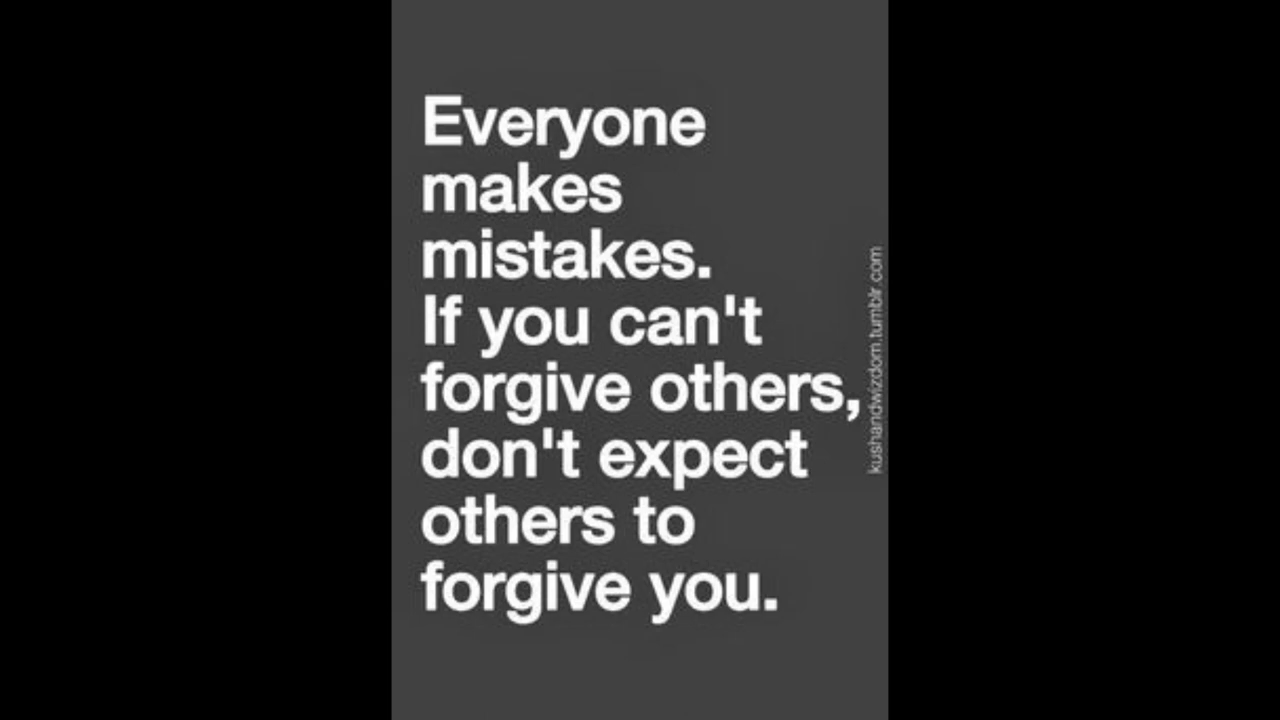 Everyone
makes
mistakes.
If you can't
forgive others,
don't expect
others to
forgive you.
kushandwizdom.tumblr.com